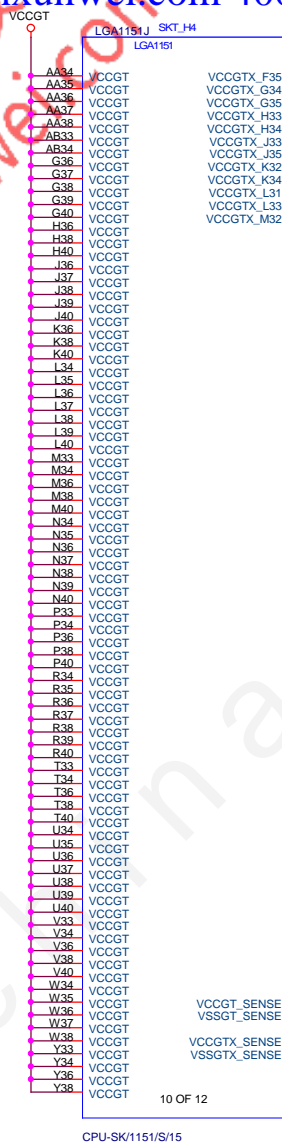 VCCGT
LGA1151J SKT_H4
LGA1151
AA34 VCCGT VCCGTX_F35
AA35 VCCGT VCCGTX_G34
AA36 VCCGT VCCGTX_G35
AA37 VCCGT VCCGTX_H33
AA38 VCCGT VCCGTX_H34
AB33 VCCGT VCCGTX_J33
AB34 VCCGT VCCGTX_J35
G36 VCCGT VCCGTX_K32
G37 VCCGT VCCGTX_K34
G38 VCCGT VCCGTX_L31
G39 VCCGT VCCGTX_L33
G40 VCCGT VCCGTX_M32
H36 VCCGT
H38 VCCGT
H40 VCCGT
J36 VCCGT
J37 VCCGT
J38 VCCGT
J39 VCCGT
J40 VCCGT
K36 VCCGT
K38 VCCGT
K40 VCCGT
L34 VCCGT
L35 VCCGT
L36 VCCGT
L37 VCCGT
L38 VCCGT
L39 VCCGT
L40 VCCGT
M33 VCCGT
M34 VCCGT
M36 VCCGT
M38 VCCGT
M40 VCCGT
N34 VCCGT
N35 VCCGT
N36 VCCGT
N37 VCCGT
N38 VCCGT
N39 VCCGT
N40 VCCGT
P33 VCCGT
P34 VCCGT
P36 VCCGT
P38 VCCGT
P40 VCCGT
R34 VCCGT
R35 VCCGT
R36 VCCGT
R37 VCCGT
R38 VCCGT
R39 VCCGT
R40 VCCGT
T33 VCCGT
T34 VCCGT
T36 VCCGT
T38 VCCGT
T40 VCCGT
U34 VCCGT
U35 VCCGT
U36 VCCGT
U37 VCCGT
U38 VCCGT
U39 VCCGT
U40 VCCGT
V33 VCCGT
V34 VCCGT
V36 VCCGT
V38 VCCGT
V40 VCCGT
W34 VCCGT
W35 VCCGT VCCGT_SENSE
W36 VCCGT VSSGT_SENSE
W37 VCCGT
W38 VCCGT VCCGTX_SENSE
Y33 VCCGT VSSGTX_SENSE
Y34 VCCGT
Y36 VCCGT
Y38 VCCGT
10 OF 12
CPU-SK/1151/S/15